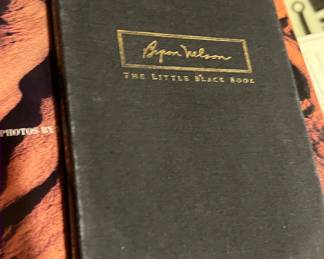 Byron Nelson
THE LITTLE BLACK BOOK
PHOTOS BY